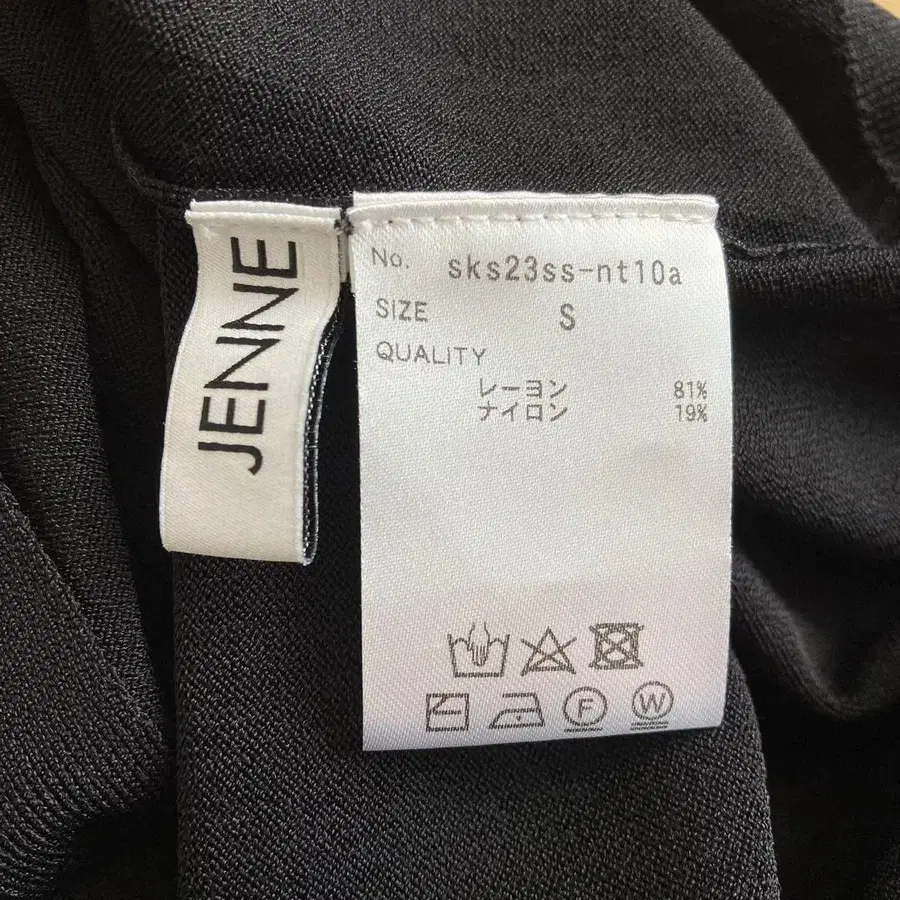 JENNE
No. sks23ss-nt10a
SIZE S
QUALITY
レーヨン 81%
ナイロン 19%
F W